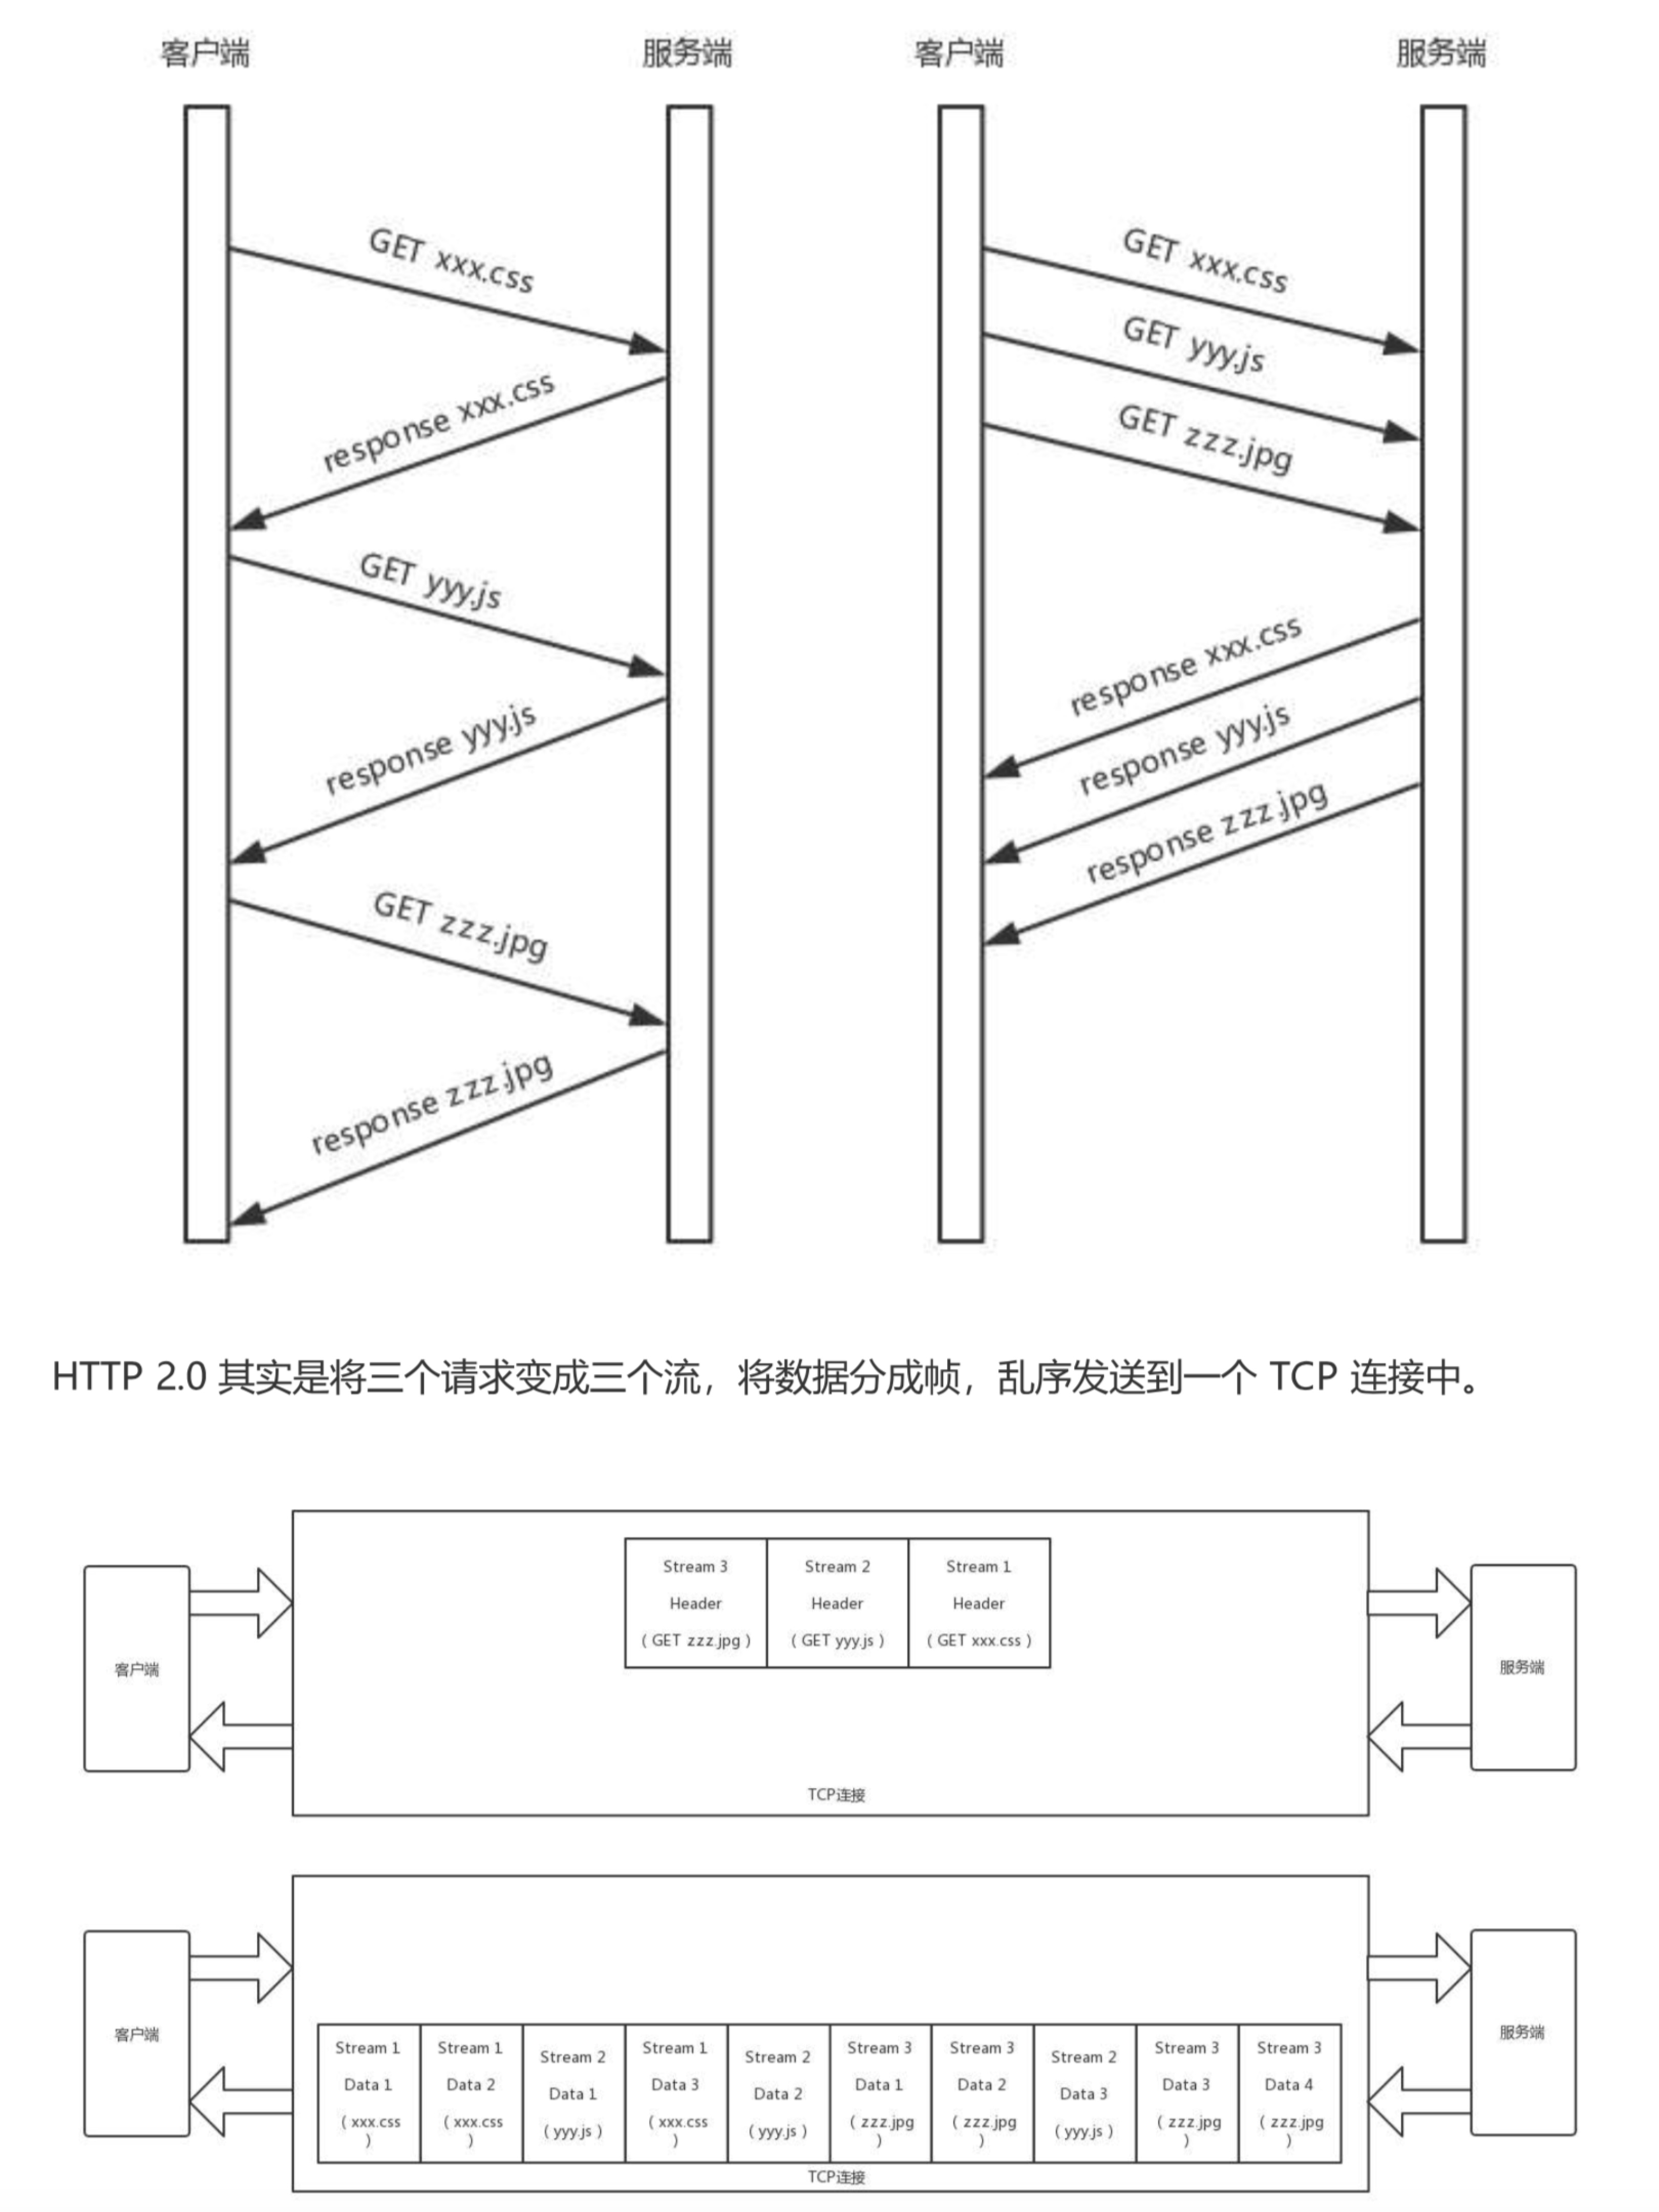 客户端
服务端
客户端
服务端
GET xxx.css
response xxx.css
GET yyy.js
response yyy.js
GET zzz.jpg
response zzz.jpg
GET xxx.css
GET yyy.js
GET zzz.jpg
response xxx.css
response yyy.js
response zzz.jpg
HTTP 2.0 其实是将三个请求变成三个流，将数据分成帧，乱序发送到一个 TCP 连接中。
客户端
Stream 3
Header
( GET zzz.jpg )
Stream 2
Header
( GET yyy.js )
Stream 1
Header
( GET xxx.css )
服务端
TCP连接
客户端
Stream 1
Data 1
( xxx.css
)
Stream 1
Data 2
( xxx.css
)
Stream 2
Data 1
( yyy.js )
Stream 1
Data 3
( xxx.css
)
Stream 2
Data 2
( yyy.js )
Stream 3
Data 1
( zzz.jpg
)
Stream 3
Data 2
( zzz.jpg
)
Stream 2
Data 3
( yyy.js )
Stream 3
Data 3
( zzz.jpg
)
Stream 3
Data 4
( zzz.jpg
)
服务端
TCP连接